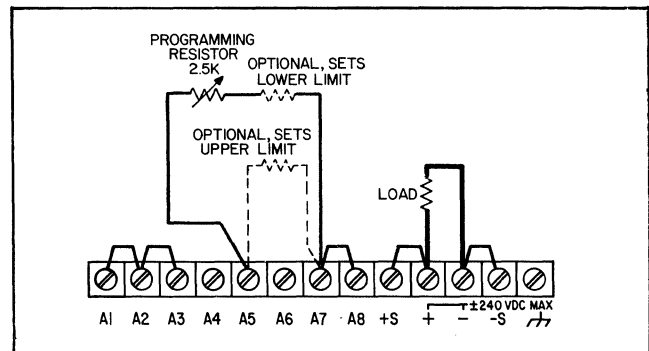 PROGRAMMING
RESISTOR
2.5K
OPTIONAL, SETS
LOWER LIMIT
OPTIONAL, SETS
UPPER LIMIT
LOAD
±240 VDC MAX
A1 A2 A3 A4 A5 A6 A7 A8 +S + - -S